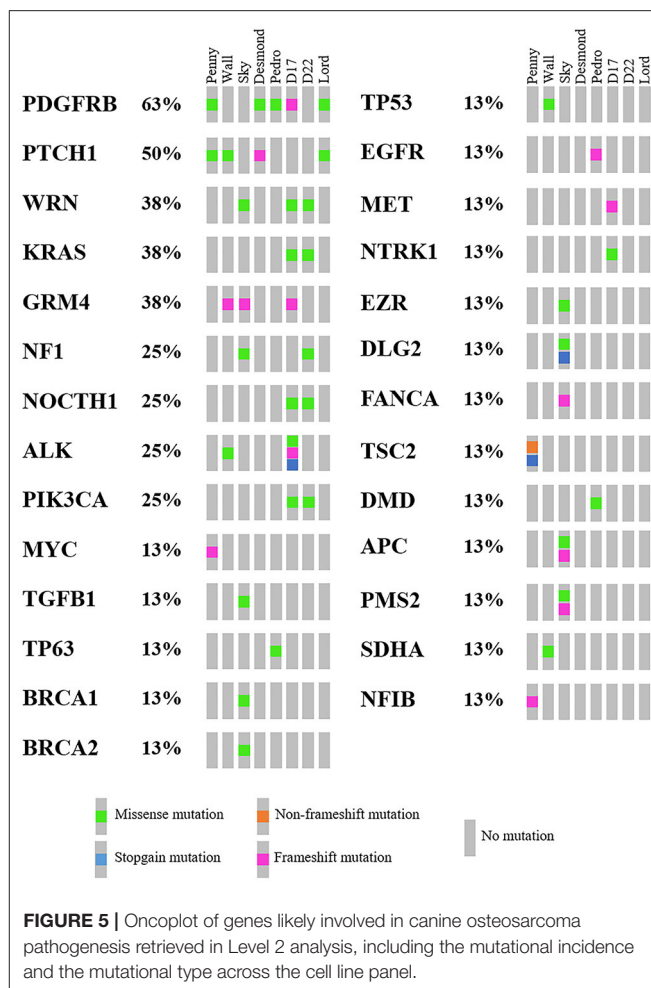 Penny Wall Sky Desmond Pedro D17 D22 Lord
PDGFRB 63%
PTCH1 50%
WRN 38%
KRAS 38%
GRM4 38%
NF1 25%
NOCTH1 25%
ALK 25%
PIK3CA 25%
MYC 13%
TGFB1 13%
TP63 13%
BRCA1 13%
BRCA2 13%
Penny Wall Sky Desmond Pedro D17 D22 Lord
TP53 13%
EGFR 13%
MET 13%
NTRK1 13%
EZR 13%
DLG2 13%
FANCA 13%
TSC2 13%
DMD 13%
APC 13%
PMS2 13%
SDHA 13%
NFIB 13%
Missense mutation
Non-frameshift mutation
No mutation
Stopgain mutation
Frameshift mutation
FIGURE 5 | Oncoplot of genes likely involved in canine osteosarcoma
pathogenesis retrieved in Level 2 analysis, including the mutational incidence
and the mutational type across the cell line panel.